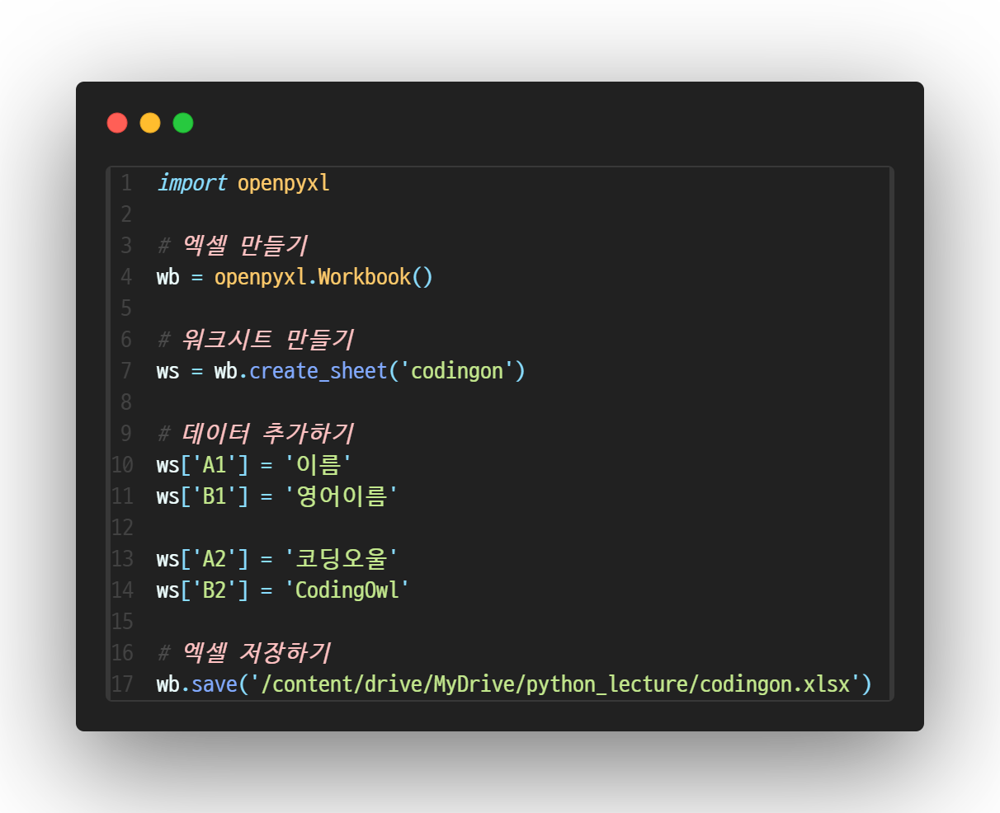 1 import openpyxl
2
3 # 엑셀 만들기
4 wb = openpyxl.Workbook()
5
6 # 워크시트 만들기
7 ws = wb.create_sheet('codingon')
8
9 # 데이터 추가하기
10 ws['A1'] = '이름'
11 ws['B1'] = '영어이름'
12
13 ws['A2'] = '코딩오울'
14 ws['B2'] = 'CodingOwl'
15
16 # 엑셀 저장하기
17 wb.save('/content/drive/MyDrive/python_lecture/codingon.xlsx')